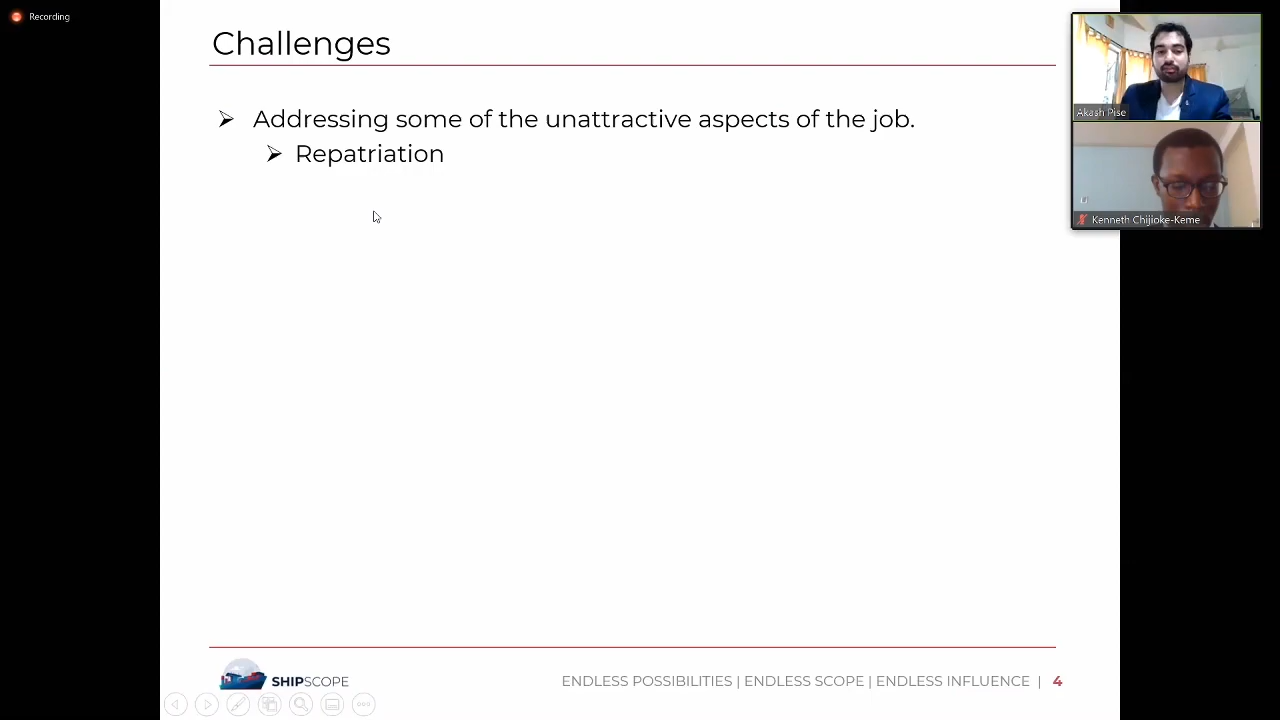 Recording
Challenges
Addressing some of the unattractive aspects of the job.
Repatriation
Akash Pise
Kenneth Chijioke-Keme
SHIPSCOPE
ENDLESS POSSIBILITIES | ENDLESS SCOPE | ENDLESS INFLUENCE | 4